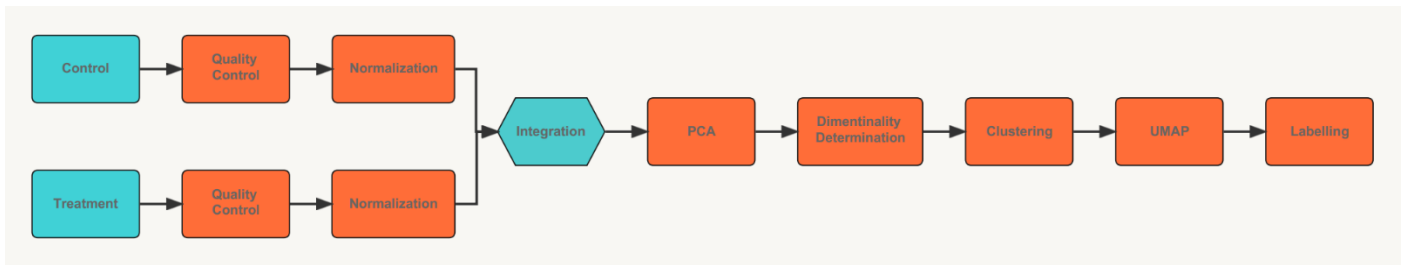 Control
Quality
Control
Normalization
Integration
PCA
Dimentinality
Determination
Clustering
UMAP
Labelling
Treatment
Quality
Control
Normalization